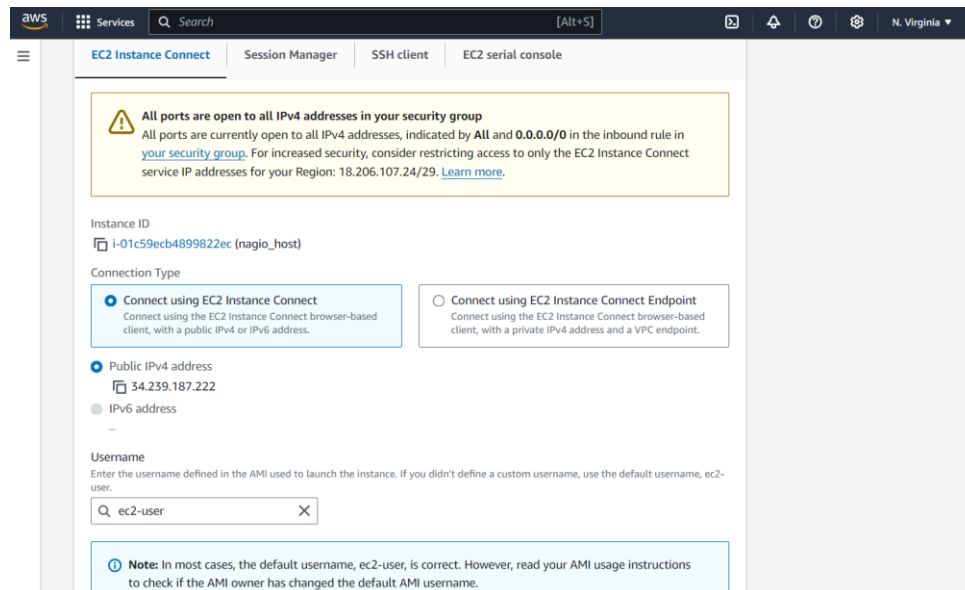 aws Services Search [Alt+S] N. Virginia ▼
EC2 Instance Connect Session Manager SSH client EC2 serial console
All ports are open to all IPv4 addresses in your security group
All ports are currently open to all IPv4 addresses, indicated by All and 0.0.0.0/0 in the inbound rule in
your security group. For increased security, consider restricting access to only the EC2 Instance Connect
service IP addresses for your Region: 18.206.107.24/29. Learn more.
Instance ID
i-01c59ecb4899822ec (nagio_host)
Connection Type
Connect using EC2 Instance Connect
Connect using the EC2 Instance Connect browser-based
client, with a public IPv4 or IPv6 address.
Connect using EC2 Instance Connect Endpoint
Connect using the EC2 Instance Connect browser-based
client, with a private IPv4 address and a VPC endpoint.
Public IPv4 address
34.239.187.222
IPv6 address
–
Username
Enter the username defined in the AMI used to launch the instance. If you didn't define a custom username, use the default username, ec2-
user.
ec2-user
Note: In most cases, the default username, ec2-user, is correct. However, read your AMI usage instructions
to check if the AMI owner has changed the default AMI username.